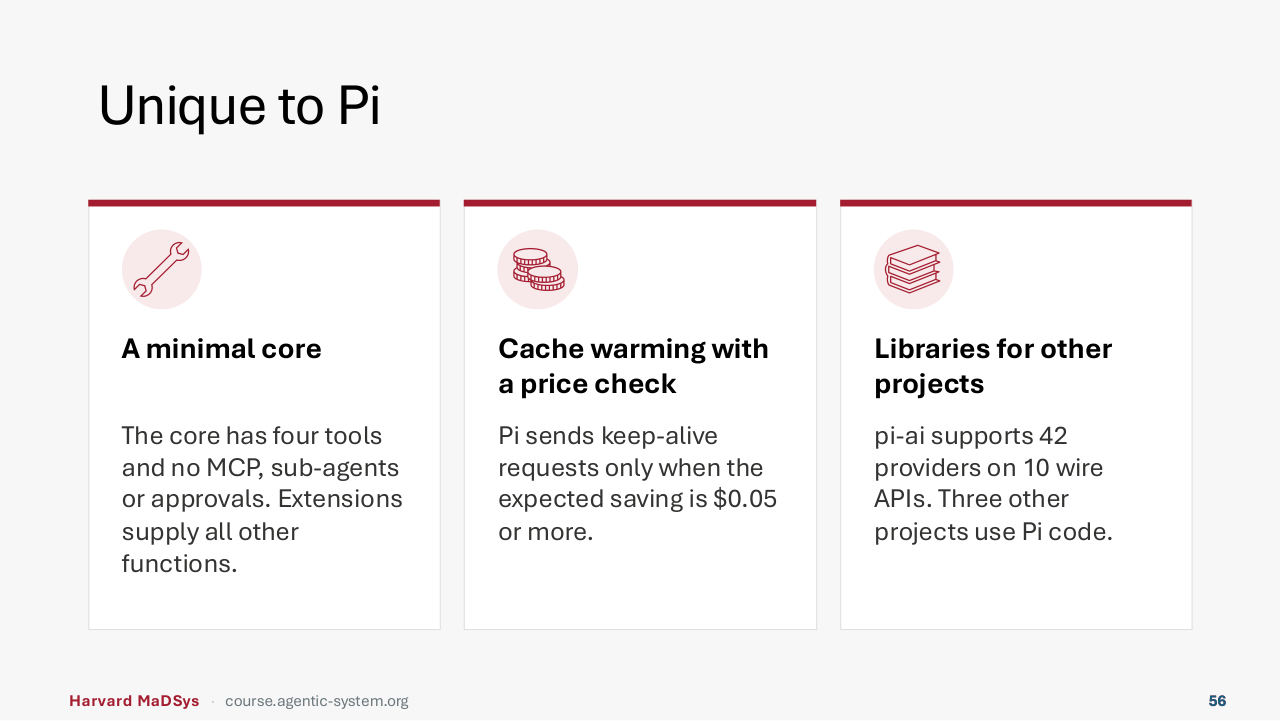 Unique to Pi
A minimal core
The core has four tools
and no MCP, sub-agents
or approvals. Extensions
supply all other
functions.
Cache warming with
a price check
Pi sends keep-alive
requests only when the
expected saving is $0.05
or more.
Libraries for other
projects
pi-ai supports 42
providers on 10 wire
APIs. Three other
projects use Pi code.
Harvard MaDSys · course.agentic-system.org
56